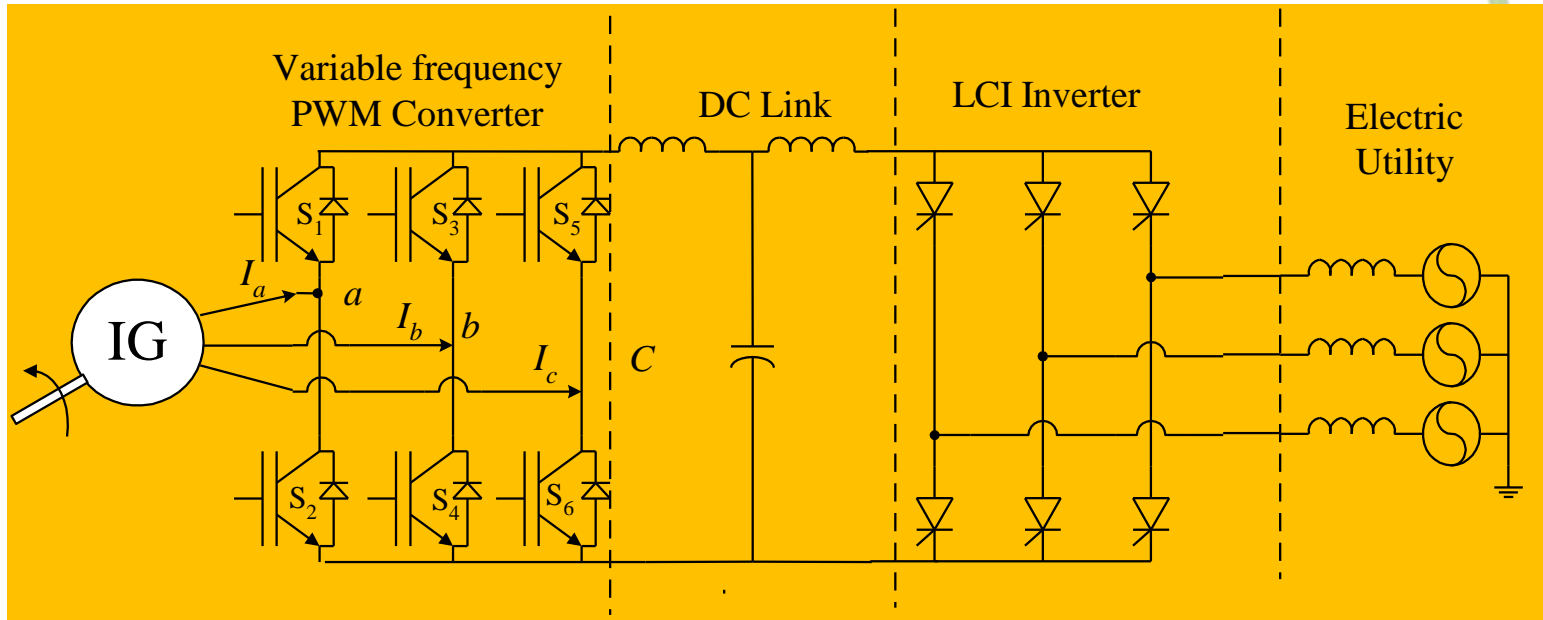 Variable frequency
PWM Converter
DC Link
LCI Inverter
Electric
Utility
S1
S3
S5
Ia
a
Ib
b
IG
Ic
C
S2
S4
S6